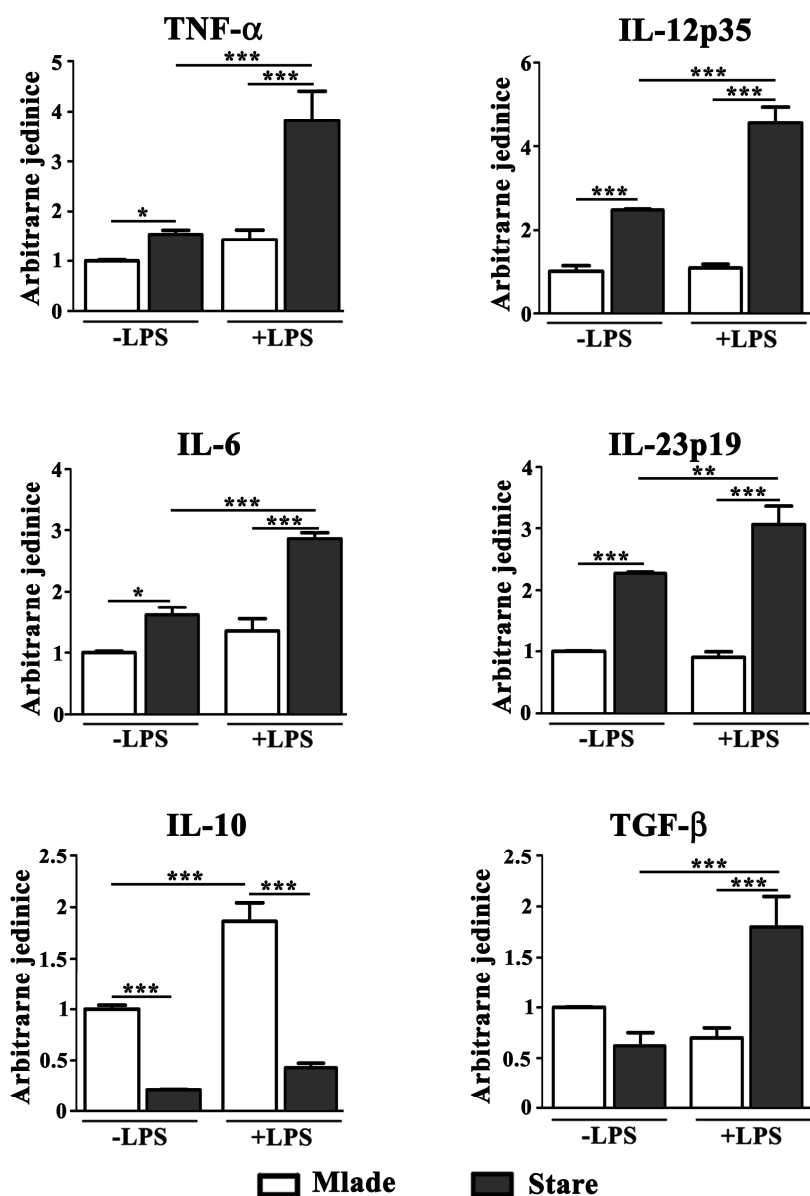 TNF-α
***
***
*
Arbitrarne jedinice
5
4
3
2
1
0
-LPS
+LPS
IL-12p35
***
***
***
Arbitrarne jedinice
6
4
2
0
-LPS
+LPS
IL-6
***
***
*
Arbitrarne jedinice
4
3
2
1
0
-LPS
+LPS
IL-23p19
**
***
***
Arbitrarne jedinice
4
3
2
1
0
-LPS
+LPS
IL-10
***
***
***
Arbitrarne jedinice
2.5
2
1.5
1
0.5
0
-LPS
+LPS
TGF-β
***
***
Arbitrarne jedinice
2.5
2
1.5
1
0.5
0
-LPS
+LPS
Mlade
Stare